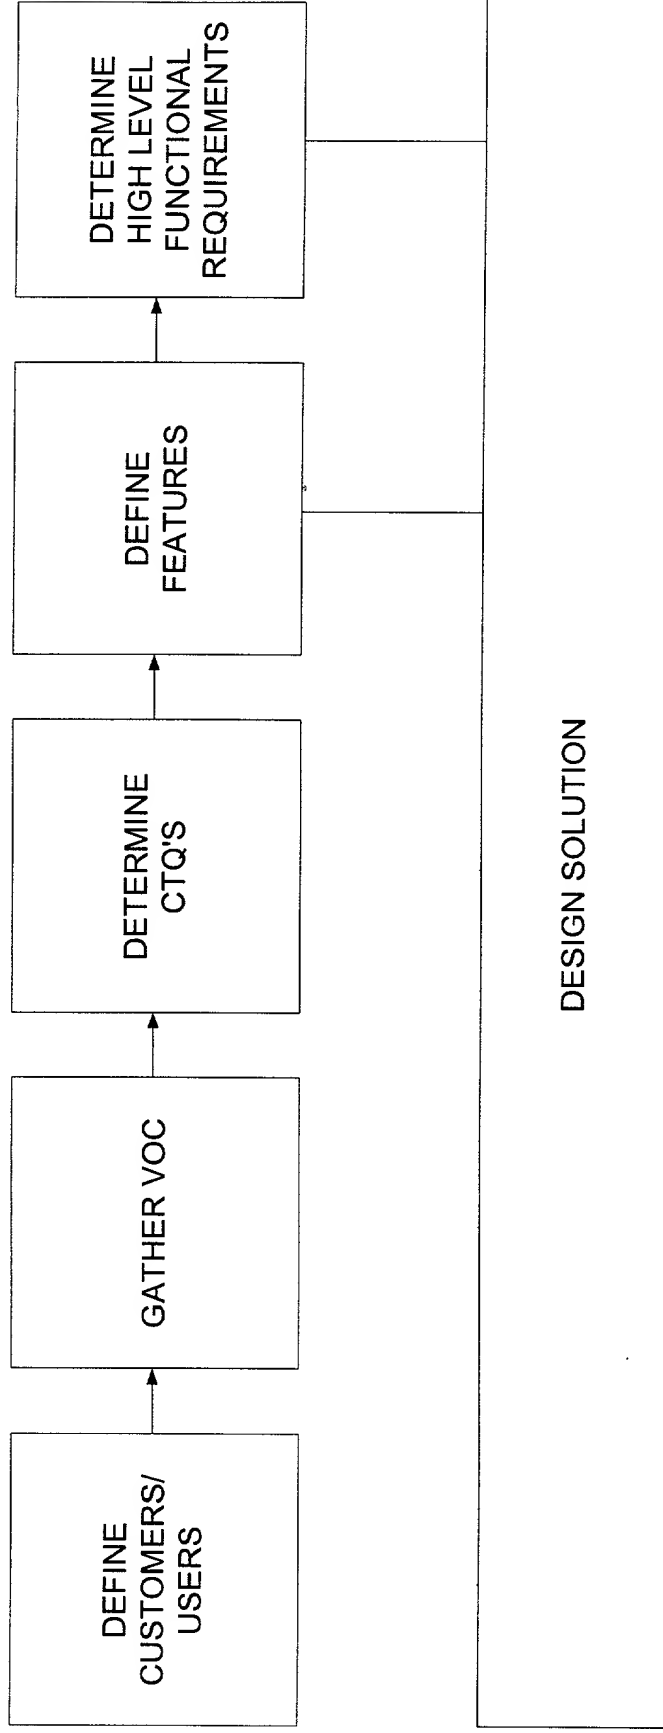 DEFINE
CUSTOMERS/
USERS
GATHER VOC
DETERMINE
CTQ'S
DEFINE
FEATURES
DETERMINE
HIGH LEVEL
FUNCTIONAL
REQUIREMENTS
DESIGN SOLUTION